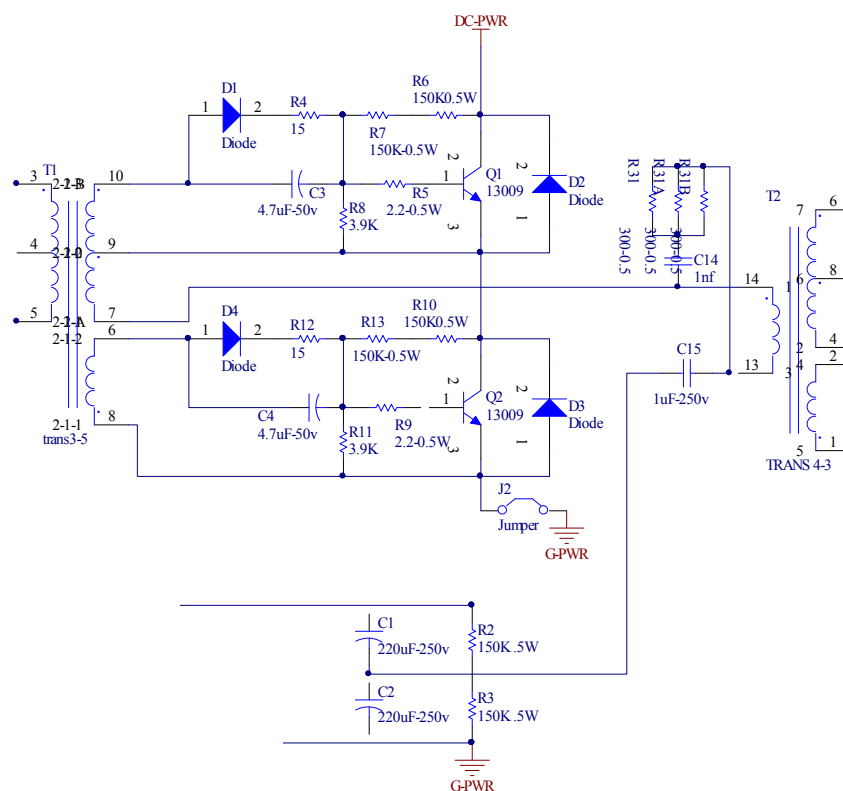 DC-PWR
R6
150K0.5W
D1
1 2
Diode
R4
15
R7
150K-0.5W
T1
3
10
2
1
Q1
13009
2
D2
Diode
1
C3
4.7uF-50v
R5
2.2-0.5W
R8
3.9K
3
4
9
5
7
2-1-2
6
8
2-1-1
trans3-5
R31
R31A
R31B
300-0.5
300-0.5
300-0.5
C14
1nf
T2
7
6
14
1
6
8
13
3
2
4
4
2
5
1
TRANS 4-3
C15
1uF-250v
D4
1 2
Diode
R12
15
R13
150K-0.5W
R10
150K0.5W
2
1
Q2
13009
2
D3
Diode
1
C4
4.7uF-50v
R9
2.2-0.5W
R11
3.9K
3
J2
Jumper
G-PWR
C1
220uF-250v
R2
150K .5W
C2
220uF-250v
R3
150K .5W
G-PWR